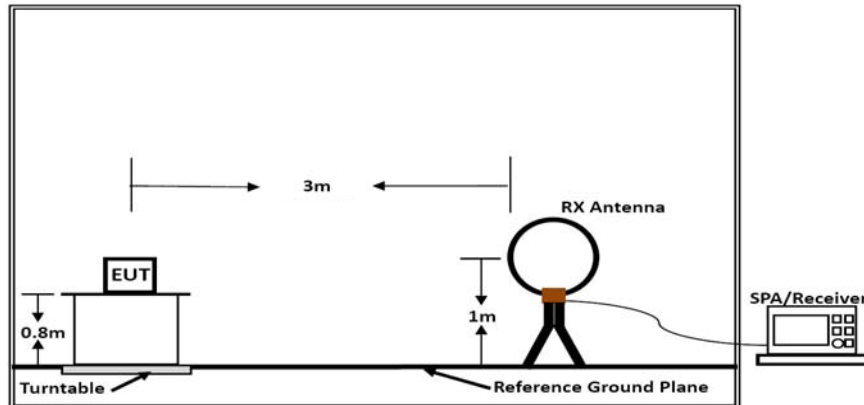 3m
RX Antenna
EUT
0.8m
1m
SPA/Receiver
Turntable
Reference Ground Plane